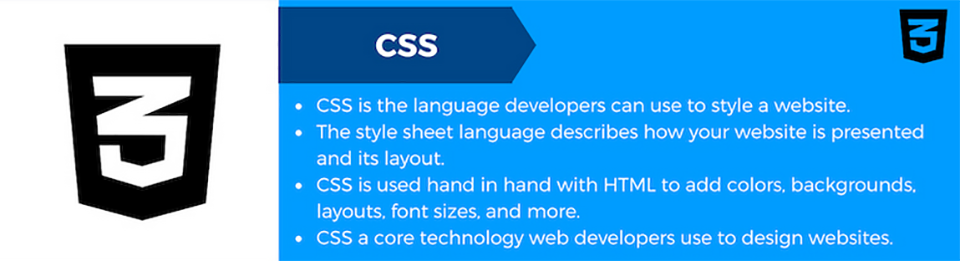 CSS
• CSS is the language developers can use to style a website.
• The style sheet language describes how your website is presented
and its layout.
• CSS is used hand in hand with HTML to add colors, backgrounds,
layouts, font sizes, and more.
• CSS a core technology web developers use to design websites.
3
3